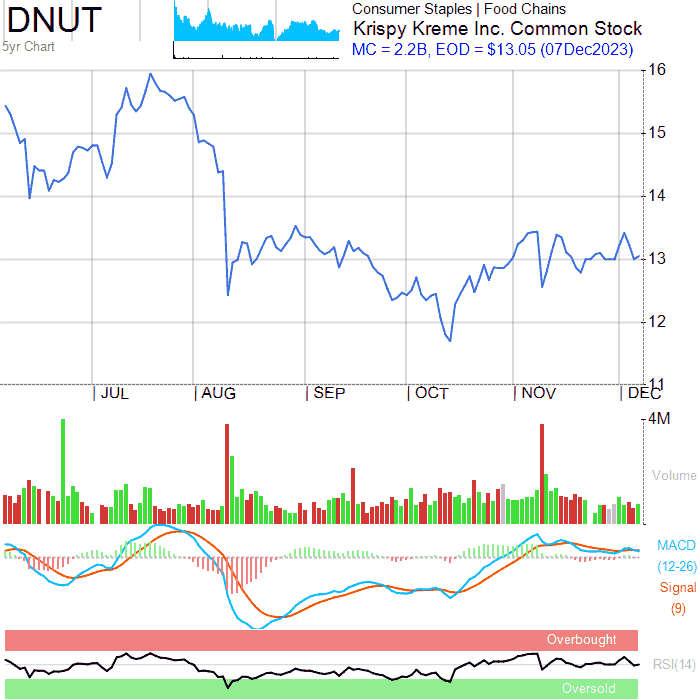 DNUT
Consumer Staples | Food Chains
5yr Chart
Krispy Kreme Inc. Common Stock
MC = 2.2B, EOD = $13.05 (07Dec2023)
16
15
14
13
12
11
JUL AUG SEP OCT NOV DEC
4M
Volume
MACD
(12-26)
Signal
(9)
Overbought
RSI(14)
Oversold